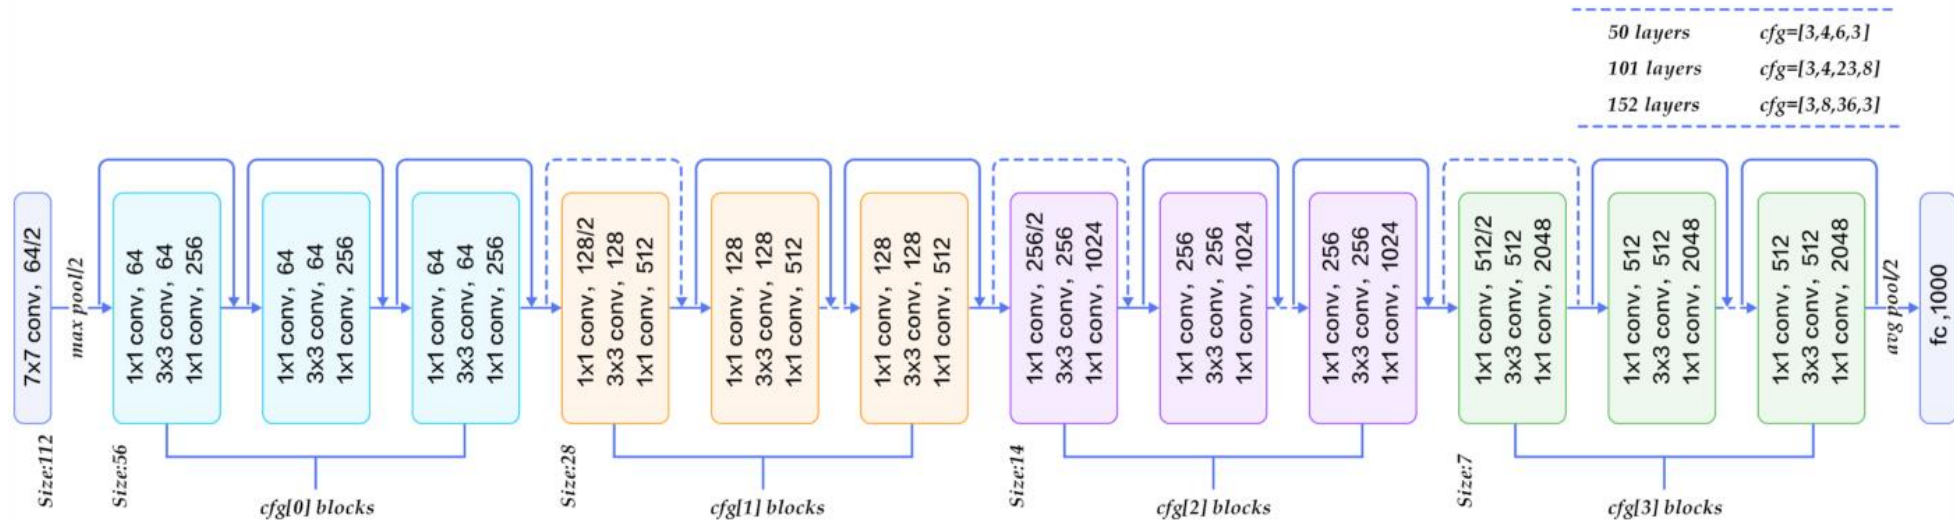 50 layers cfg=[3,4,6,3]
101 layers cfg=[3,4,23,8]
152 layers cfg=[3,8,36,3]
7x7 conv, 64/2
max pool/2
1x1 conv, 64
3x3 conv, 64
1x1 conv, 256
1x1 conv, 64
3x3 conv, 64
1x1 conv, 256
1x1 conv, 64
3x3 conv, 64
1x1 conv, 256
1x1 conv, 128/2
3x3 conv, 128
1x1 conv, 512
1x1 conv, 128
3x3 conv, 128
1x1 conv, 512
1x1 conv, 128
3x3 conv, 128
1x1 conv, 512
1x1 conv, 256/2
3x3 conv, 256
1x1 conv, 1024
1x1 conv, 256
3x3 conv, 256
1x1 conv, 1024
1x1 conv, 256
3x3 conv, 256
1x1 conv, 1024
1x1 conv, 512/2
3x3 conv, 512
1x1 conv, 2048
1x1 conv, 512
3x3 conv, 512
1x1 conv, 2048
1x1 conv, 512
3x3 conv, 512
1x1 conv, 2048
avg pool/2
fc ,1000
Size:112
Size:56
cfg[0] blocks
Size:28
cfg[1] blocks
Size:14
cfg[2] blocks
Size:7
cfg[3] blocks